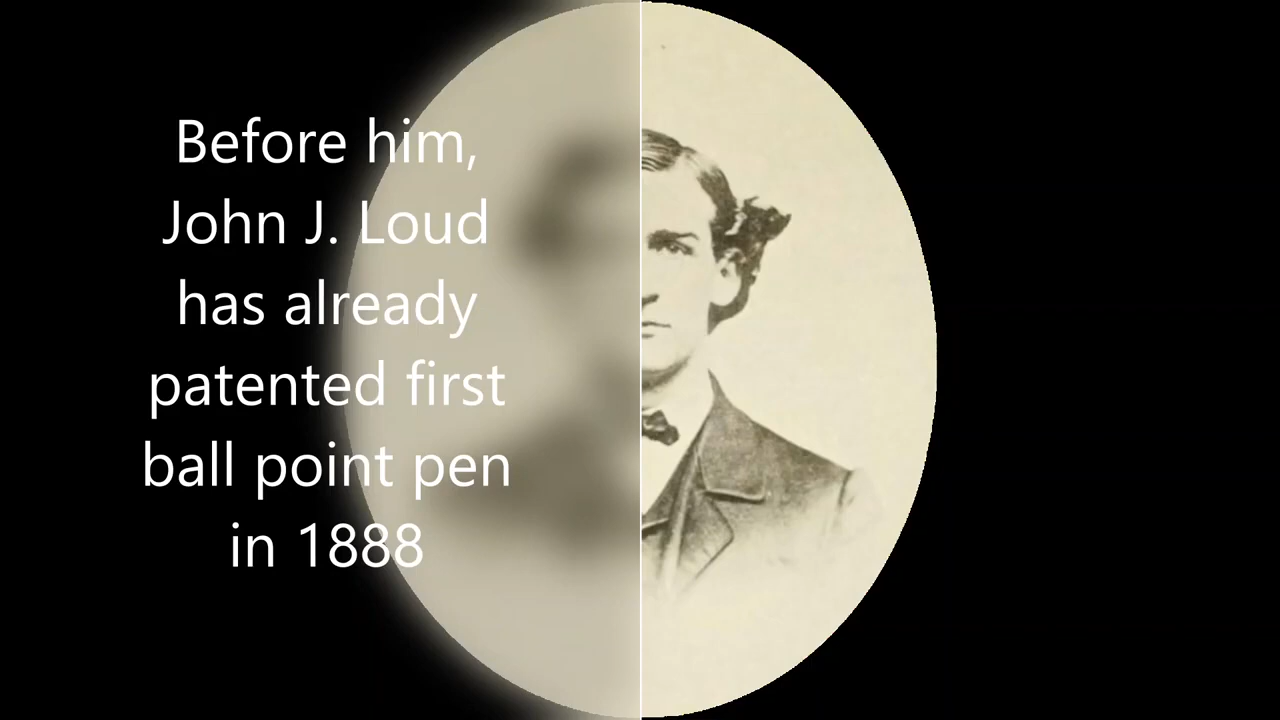 Before him,
John J. Loud
has already
patented first
ball point pen
in 1888